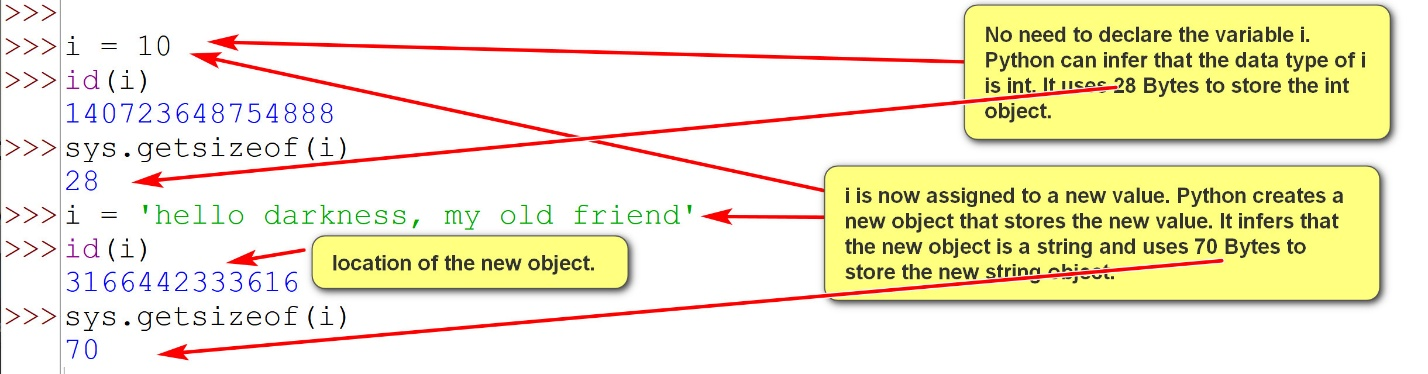 >>>
>>> i = 10
>>> id(i)
140723648754888
>>> sys.getsizeof(i)
28
>>> i = 'hello darkness, my old friend'
>>> id(i)
3166442333616
>>> sys.getsizeof(i)
70
No need to declare the variable i.
Python can infer that the data type of i
is int. It uses 28 Bytes to store the int
object.
i is now assigned to a new value. Python creates a
new object that stores the new value. It infers that
the new object is a string and uses 70 Bytes to
store the new string object.
location of the new object.